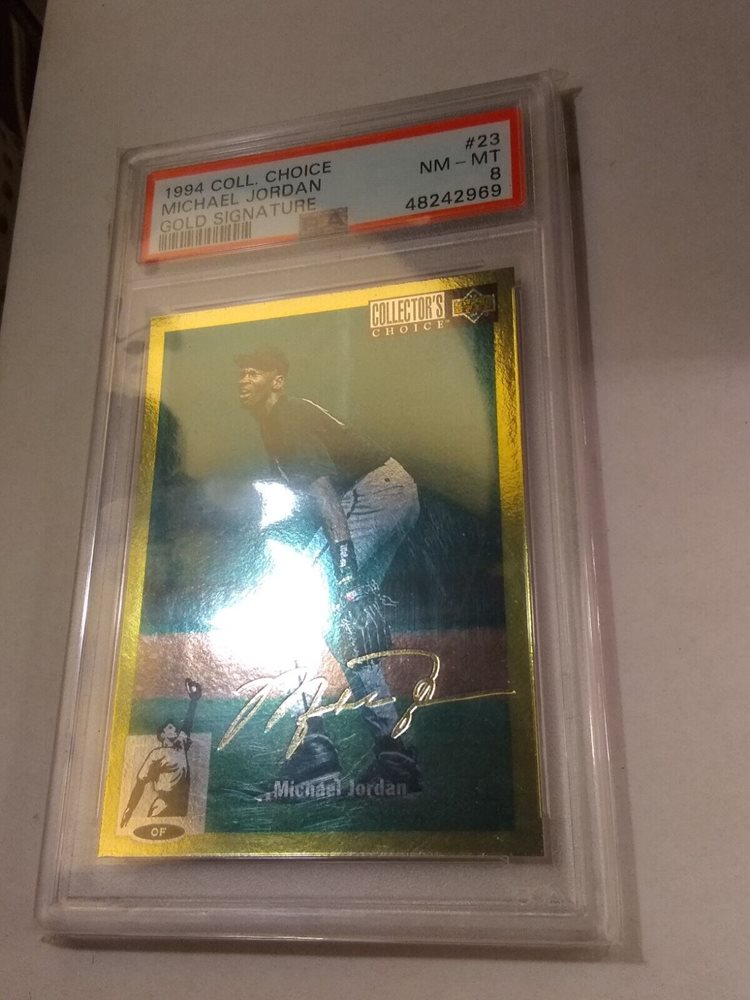 1994 COLL. CHOICE #23
MICHAEL JORDAN NM - MT
GOLD SIGNATURE 8
48242969
COLLECTOR'S
CHOICE
Michael Jordan
OF